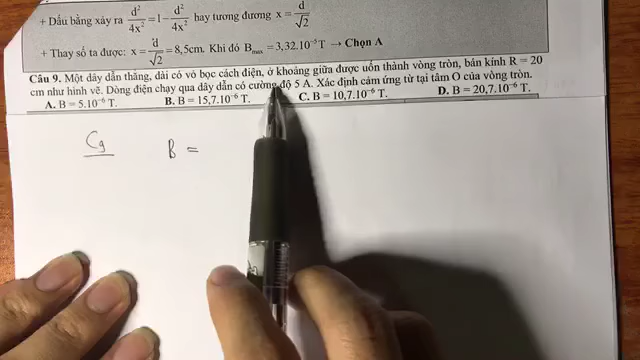 + Dấu bằng xảy ra d²/4x² = 1 − d²/4x² hay tương đương x = d/√2
+ Thay số ta được: x = d/√2 = 8,5cm. Khi đó Bmax = 3,32.10⁻⁵T → Chọn A
Câu 9. Một dây dẫn thẳng, dài có vỏ bọc cách điện, ở khoảng giữa được uốn thành vòng tròn, bán kính R = 20
cm như hình vẽ. Dòng điện chạy qua dây dẫn có cường độ 5 A. Xác định cảm ứng từ tại tâm O của vòng tròn.
A. B = 5.10⁻⁶ T. B. B = 15,7.10⁻⁶ T. C. B = 10,7.10⁻⁶ T. D. B = 20,7.10⁻⁶ T.
C9 B =